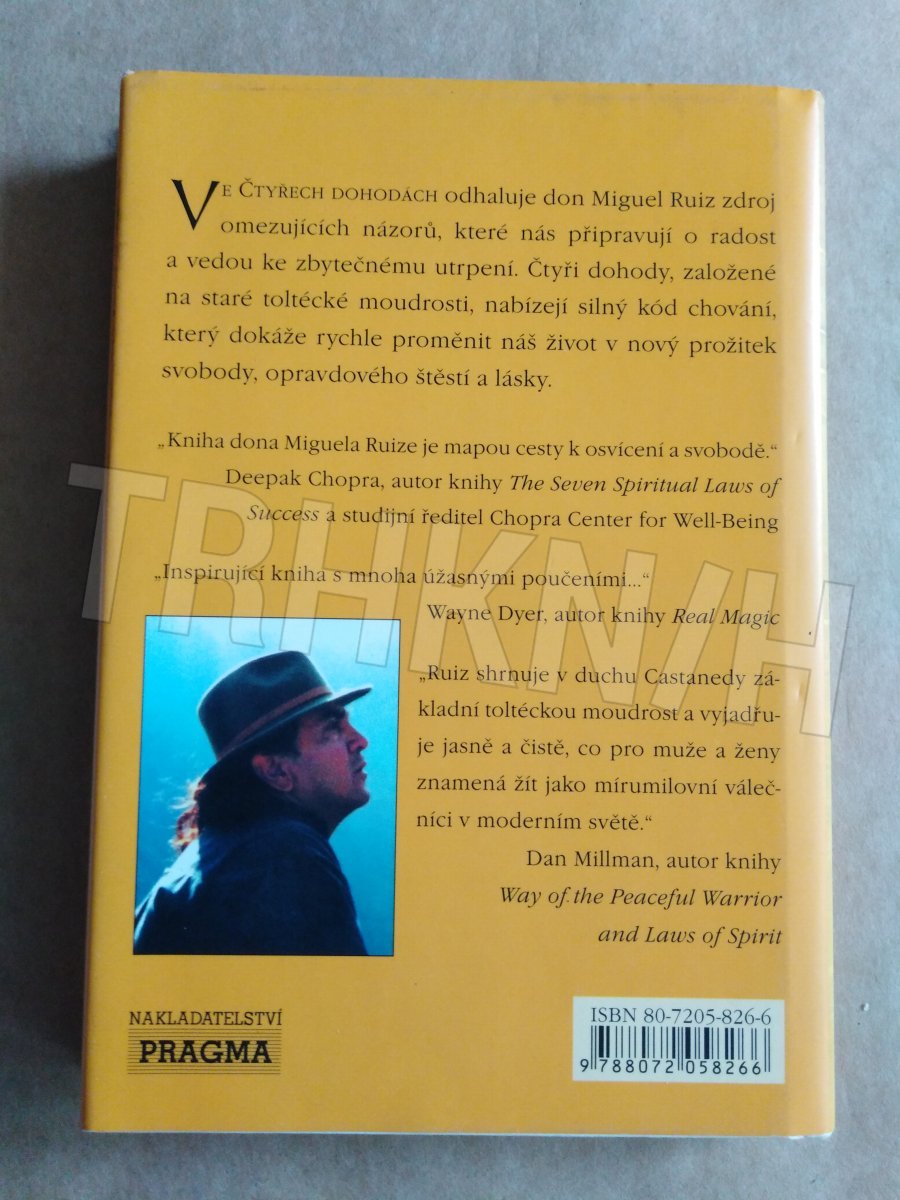 VE ČTYŘECH DOHODÁCH odhaluje don Miguel Ruiz zdroj
omezujících názorů, které nás připravují o radost
a vedou ke zbytečnému utrpení. Čtyři dohody, založené
na staré toltécké moudrosti, nabízejí silný kód chování,
který dokáže rychle proměnit náš život v nový prožitek
svobody, opravdového štěstí a lásky.
„Kniha dona Miguela Ruize je mapou cesty k osvícení a svobodě.“
Deepak Chopra, autor knihy The Seven Spiritual Laws of
Success a studijní ředitel Chopra Center for Well-Being
„Inspirující kniha s mnoha úžasnými poučeními...“
Wayne Dyer, autor knihy Real Magic
„Ruiz shrnuje v duchu Castanedy zá-
kladní toltéckou moudrost a vyjadřu-
je jasně a čistě, co pro muže a ženy
znamená žít jako mírumilovní váleč-
níci v moderním světě.“
Dan Millman, autor knihy
Way of the Peaceful Warrior
and Laws of Spirit
NAKLADATELSTVÍ
PRAGMA
ISBN 80-7205-826-6
9 788072 058266
TRHKNIH